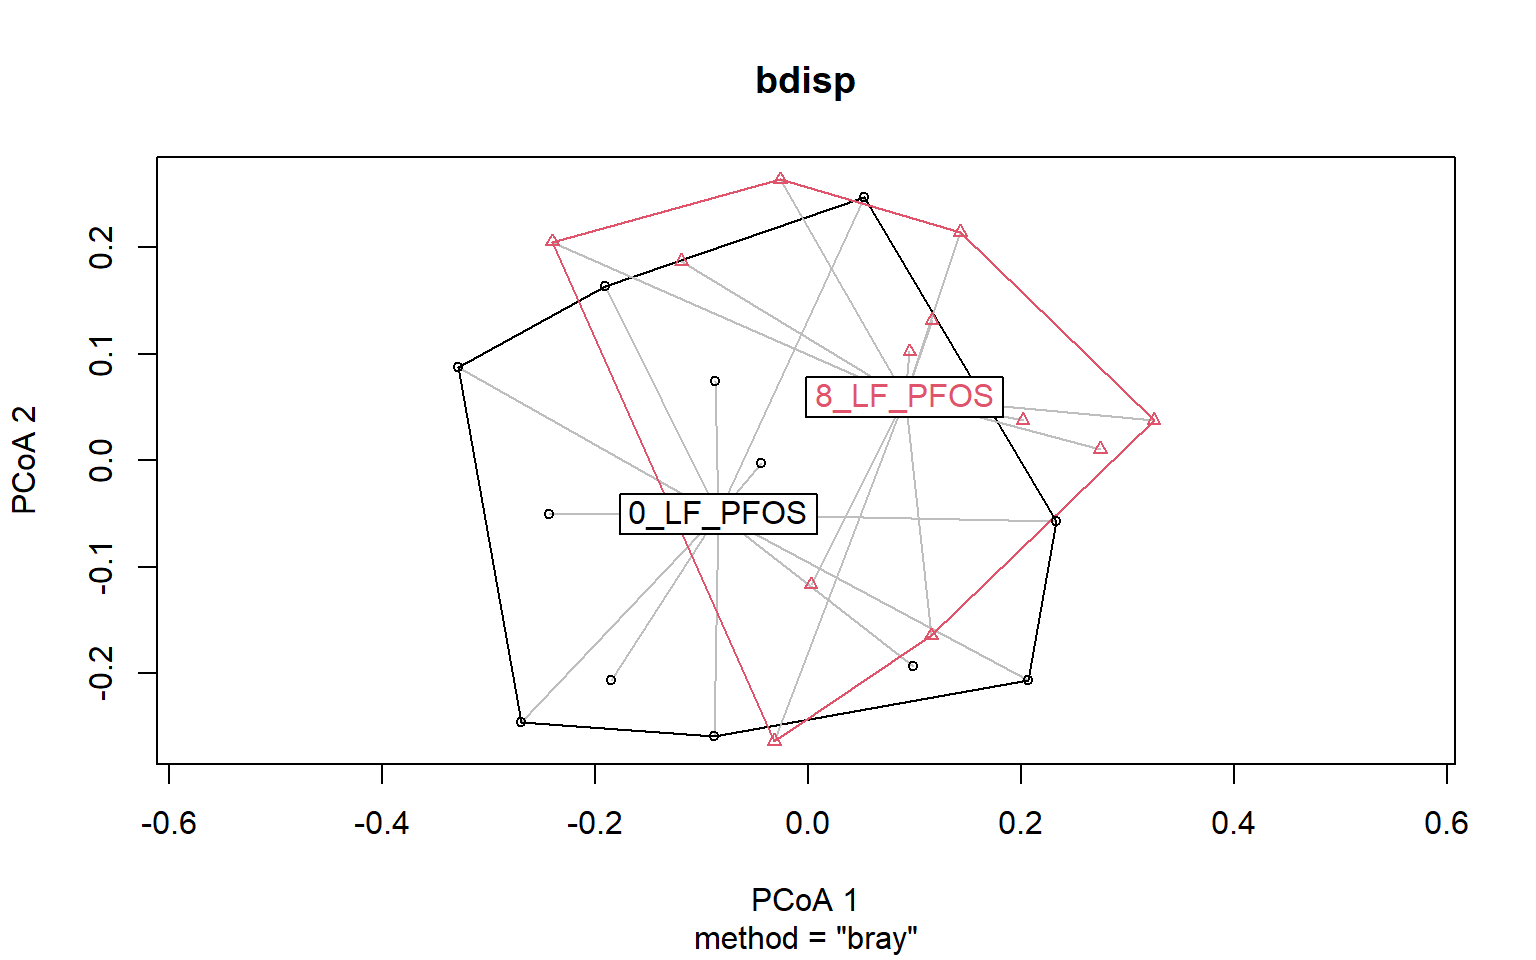 bdisp
PCoA 2
0.2
0.1
0.0
-0.1
-0.2
8_LF_PFOS
0_LF_PFOS
-0.6 -0.4 -0.2 0.0 0.2 0.4 0.6
PCoA 1
method = "bray"